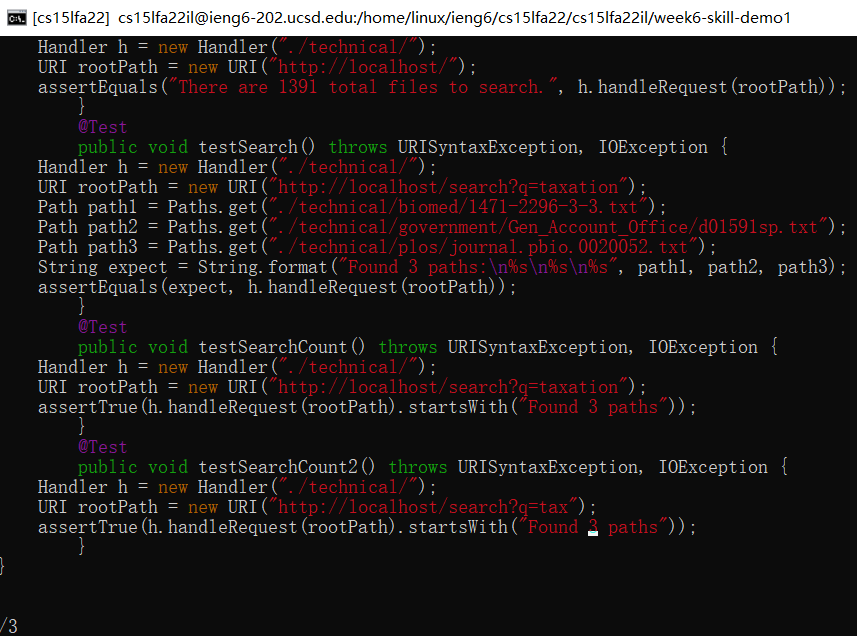 [cs15lfa22] cs15lfa22il@ieng6-202.ucsd.edu:/home/linux/ieng6/cs15lfa22/cs15lfa22il/week6-skill-demo1
Handler h = new Handler("./technical/");
URI rootPath = new URI("http://localhost/");
assertEquals("There are 1391 total files to search.", h.handleRequest(rootPath));
}
@Test
public void testSearch() throws URISyntaxException, IOException {
Handler h = new Handler("./technical/");
URI rootPath = new URI("http://localhost/search?q=taxation");
Path path1 = Paths.get("./technical/biomed/1471-2296-3-3.txt");
Path path2 = Paths.get("./technical/government/Gen_Account_Office/d01591sp.txt");
Path path3 = Paths.get("./technical/plos/journal.pbio.0020052.txt");
String expect = String.format("Found 3 paths:\n%s\n%s\n%s", path1, path2, path3);
assertEquals(expect, h.handleRequest(rootPath));
}
@Test
public void testSearchCount() throws URISyntaxException, IOException {
Handler h = new Handler("./technical/");
URI rootPath = new URI("http://localhost/search?q=taxation");
assertTrue(h.handleRequest(rootPath).startsWith("Found 3 paths"));
}
@Test
public void testSearchCount2() throws URISyntaxException, IOException {
Handler h = new Handler("./technical/");
URI rootPath = new URI("http://localhost/search?q=tax");
assertTrue(h.handleRequest(rootPath).startsWith("Found 3 paths"));
}
}
/3